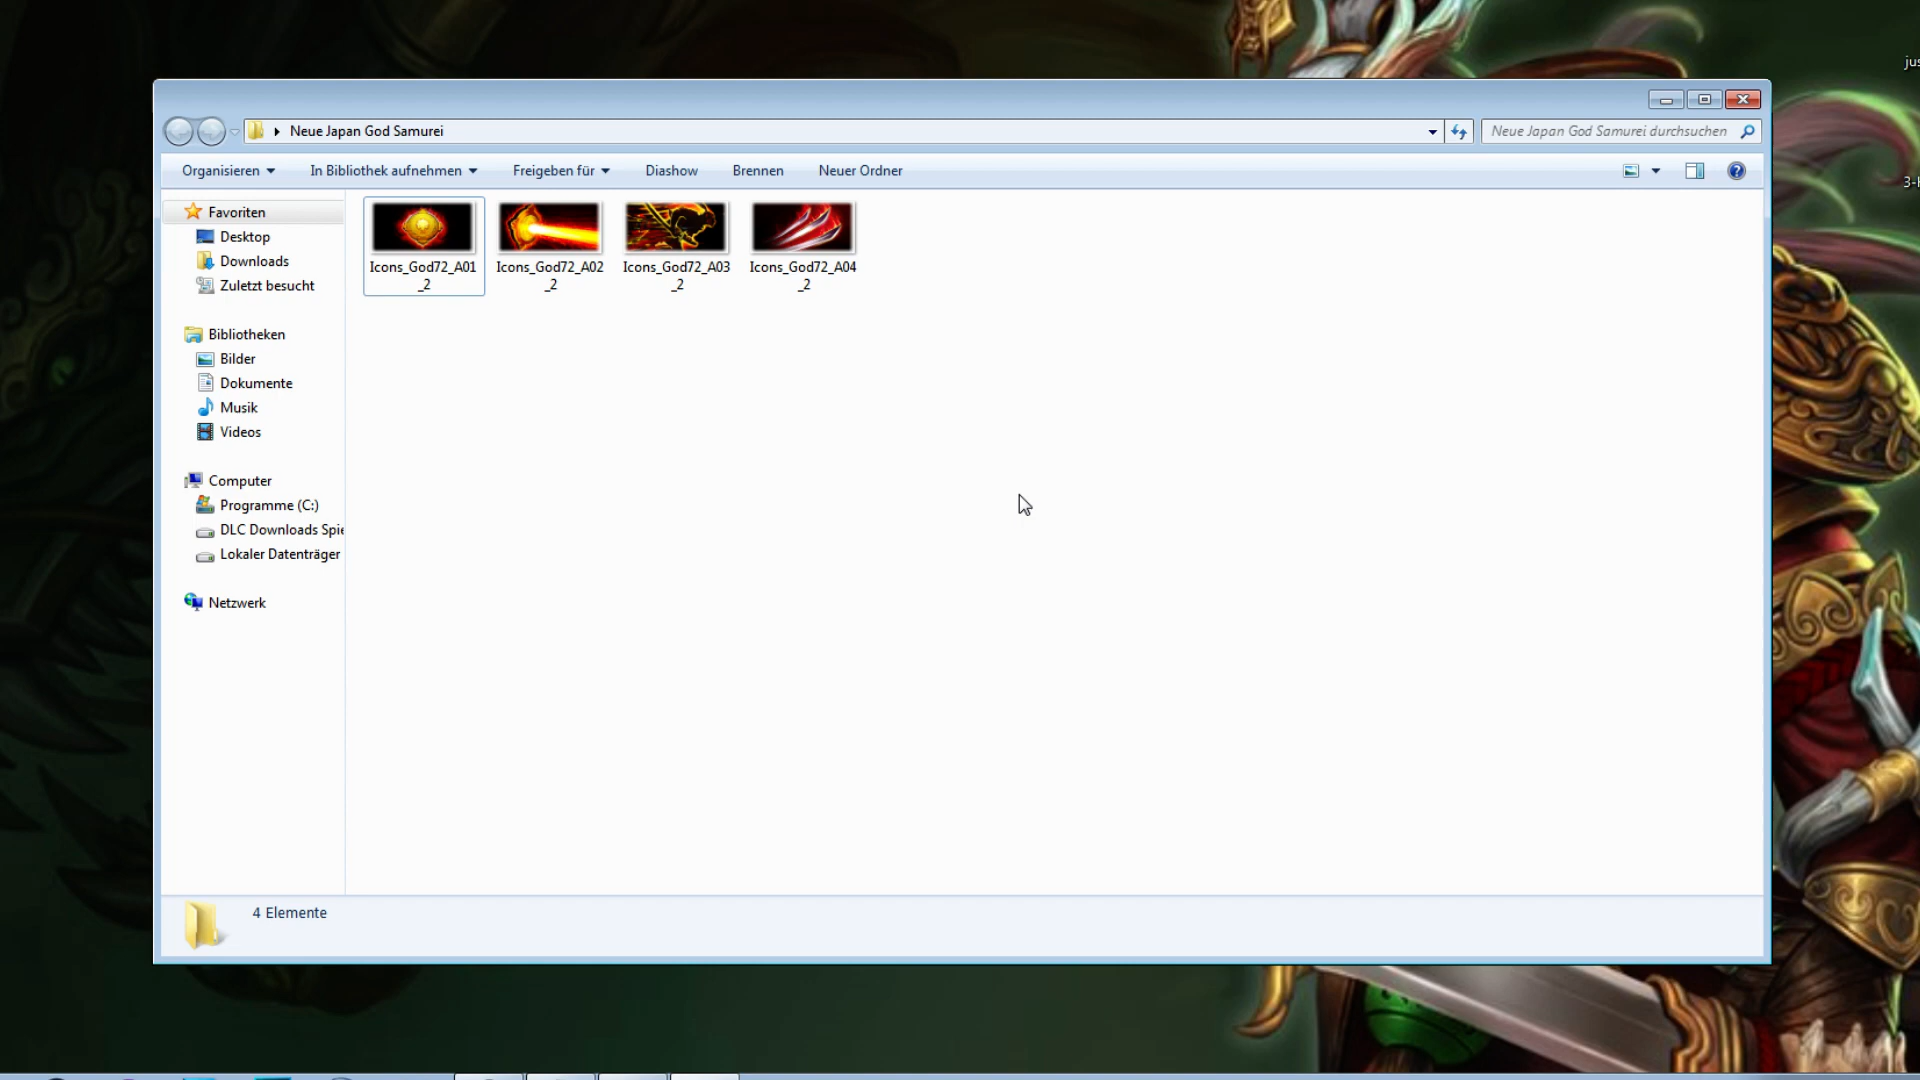 jus
Neue Japan God Samurei
Neue Japan God Samurei durchsuchen
Organisieren
In Bibliothek aufnehmen
Freigeben für
Diashow
Brennen
Neuer Ordner
3-H
Favoriten
Desktop
Downloads
Zuletzt besucht
Bibliotheken
Bilder
Dokumente
Musik
Videos
Computer
Programme (C:)
DLC Downloads Spie
Lokaler Datenträger
Netzwerk
Icons_God72_A01
_2
Icons_God72_A02
_2
Icons_God72_A03
_2
Icons_God72_A04
_2
4 Elemente